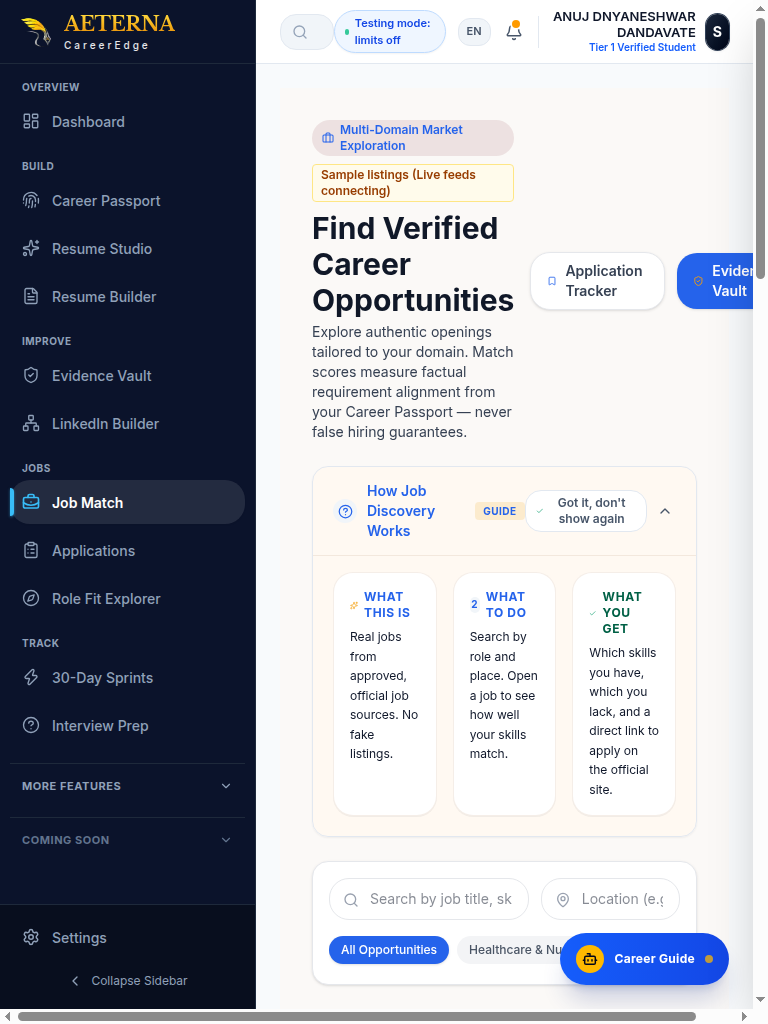 AETERNA
CareerEdge
OVERVIEW
Dashboard
BUILD
Career Passport
Resume Studio
Resume Builder
IMPROVE
Evidence Vault
LinkedIn Builder
JOBS
Job Match
Applications
Role Fit Explorer
TRACK
30-Day Sprints
Interview Prep
MORE FEATURES
COMING SOON
Settings
Collapse Sidebar
Testing mode:
limits off
EN
ANUJ DNYANESHWAR
DANDAVATE
Tier 1 Verified Student
S
Multi-Domain Market
Exploration
Sample listings (Live feeds
connecting)
Find Verified
Career
Opportunities
Explore authentic openings
tailored to your domain. Match
scores measure factual
requirement alignment from
your Career Passport — never
false hiring guarantees.
Application
Tracker
Eviden
Vault
How Job
Discovery
Works
GUIDE
Got it, don't
show again
WHAT
THIS IS
Real jobs
from
approved,
official job
sources. No
fake
listings.
2
WHAT
TO DO
Search by
role and
place. Open
a job to see
how well
your skills
match.
WHAT
YOU
GET
Which skills
you have,
which you
lack, and a
direct link to
apply on
the official
site.
Search by job title, sk
Location (e.g
All Opportunities
Healthcare & Nu
Career Guide